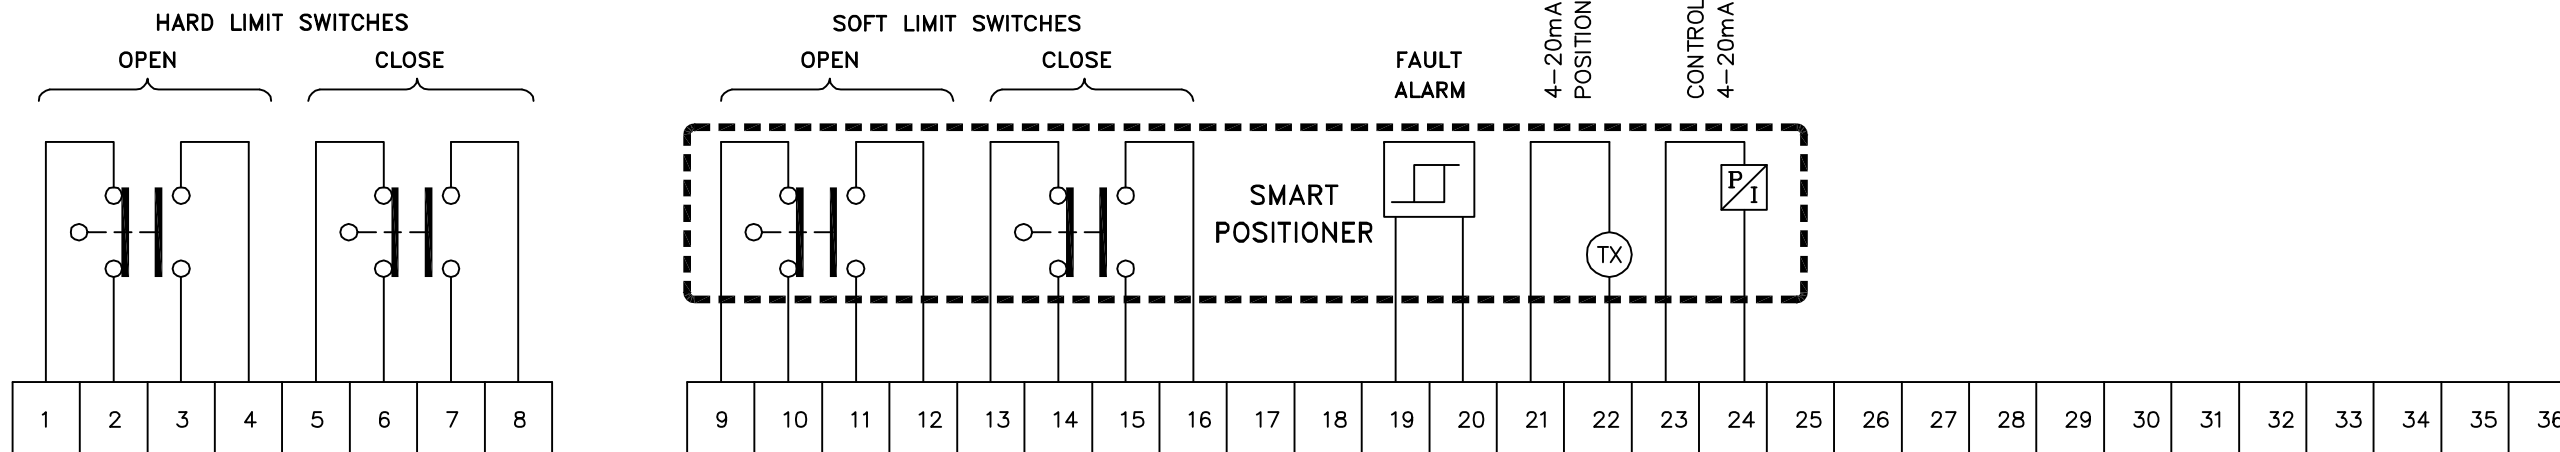 HARD LIMIT SWITCHES
OPEN
CLOSE
SOFT LIMIT SWITCHES
OPEN
CLOSE
FAULT
ALARM
4-20mA
POSITION
CONTROL
4-20mA
SMART
POSITIONER
P/I
TX
1 2 3 4 5 6 7 8
9 10 11 12 13 14 15 16 17 18 19 20 21 22 23 24 25 26 27 28 29 30 31 32 33 34 35 36